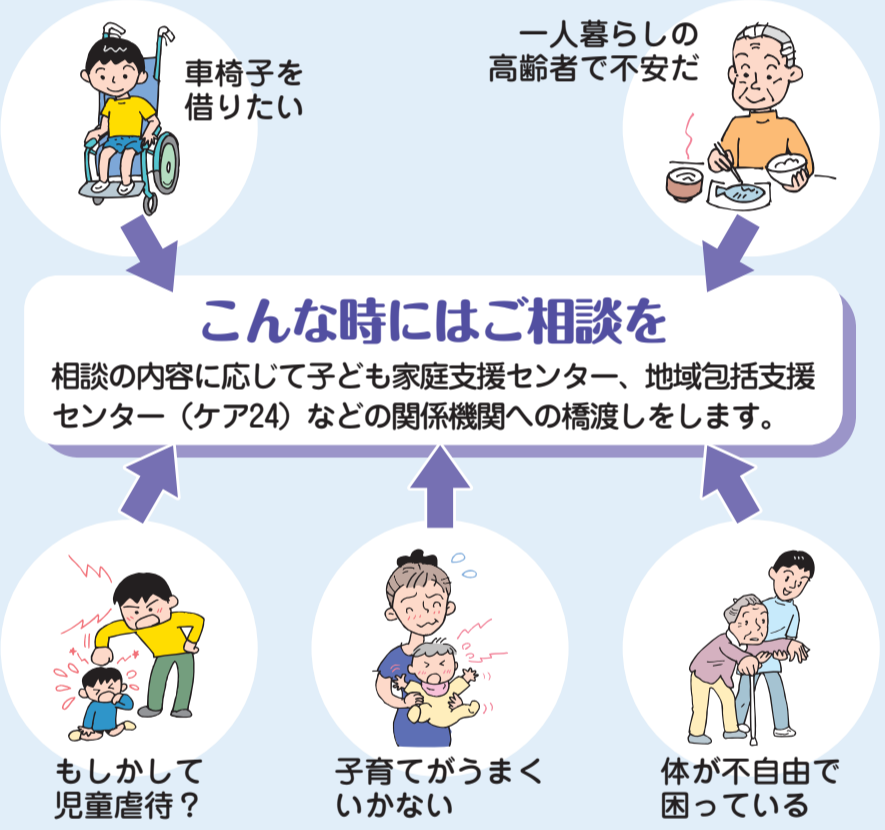 車椅子を
借りたい
一人暮らしの
高齢者で不安だ
こんな時にはご相談を
相談の内容に応じて子ども家庭支援センター、地域包括支援
センター（ケア24）などの関係機関への橋渡しをします。
もしかして
児童虐待？
子育てがうまく
いかない
体が不自由で
困っている